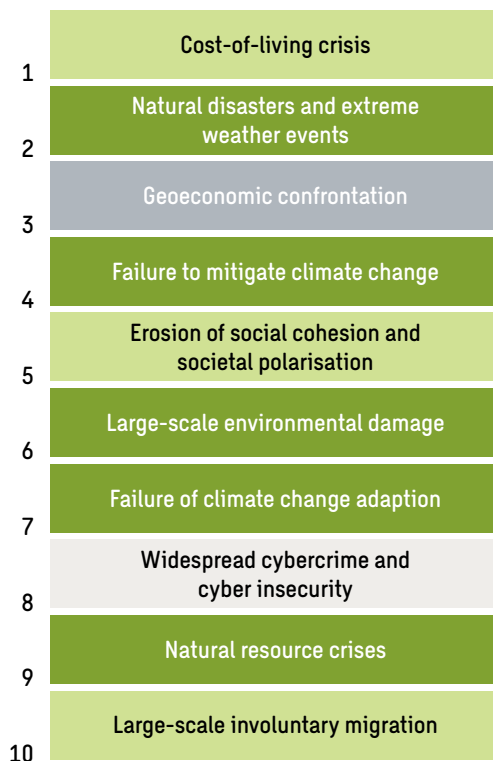 Cost-of-living crisis
1
Natural disasters and extreme
weather events
2
Geoeconomic confrontation
3
Failure to mitigate climate change
4
Erosion of social cohesion and
societal polarisation
5
Large-scale environmental damage
6
Failure of climate change adaption
7
Widespread cybercrime and
cyber insecurity
8
Natural resource crises
9
Large-scale involuntary migration
10